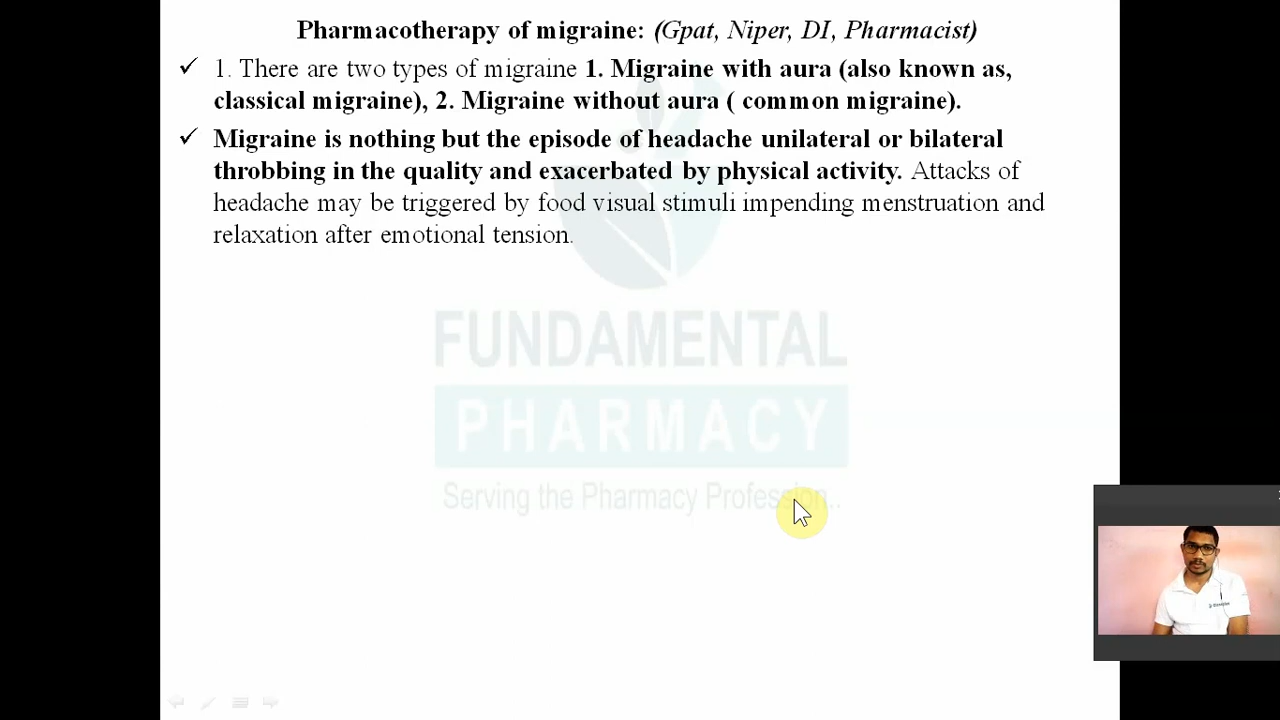 Pharmacotherapy of migraine: (Gpat, Niper, DI, Pharmacist)
✓ 1. There are two types of migraine 1. Migraine with aura (also known as,
classical migraine), 2. Migraine without aura ( common migraine).
✓ Migraine is nothing but the episode of headache unilateral or bilateral
throbbing in the quality and exacerbated by physical activity. Attacks of
headache may be triggered by food visual stimuli impending menstruation and
relaxation after emotional tension.
FUNDAMENTAL
PHARMACY
Serving the Pharmacy Profession..